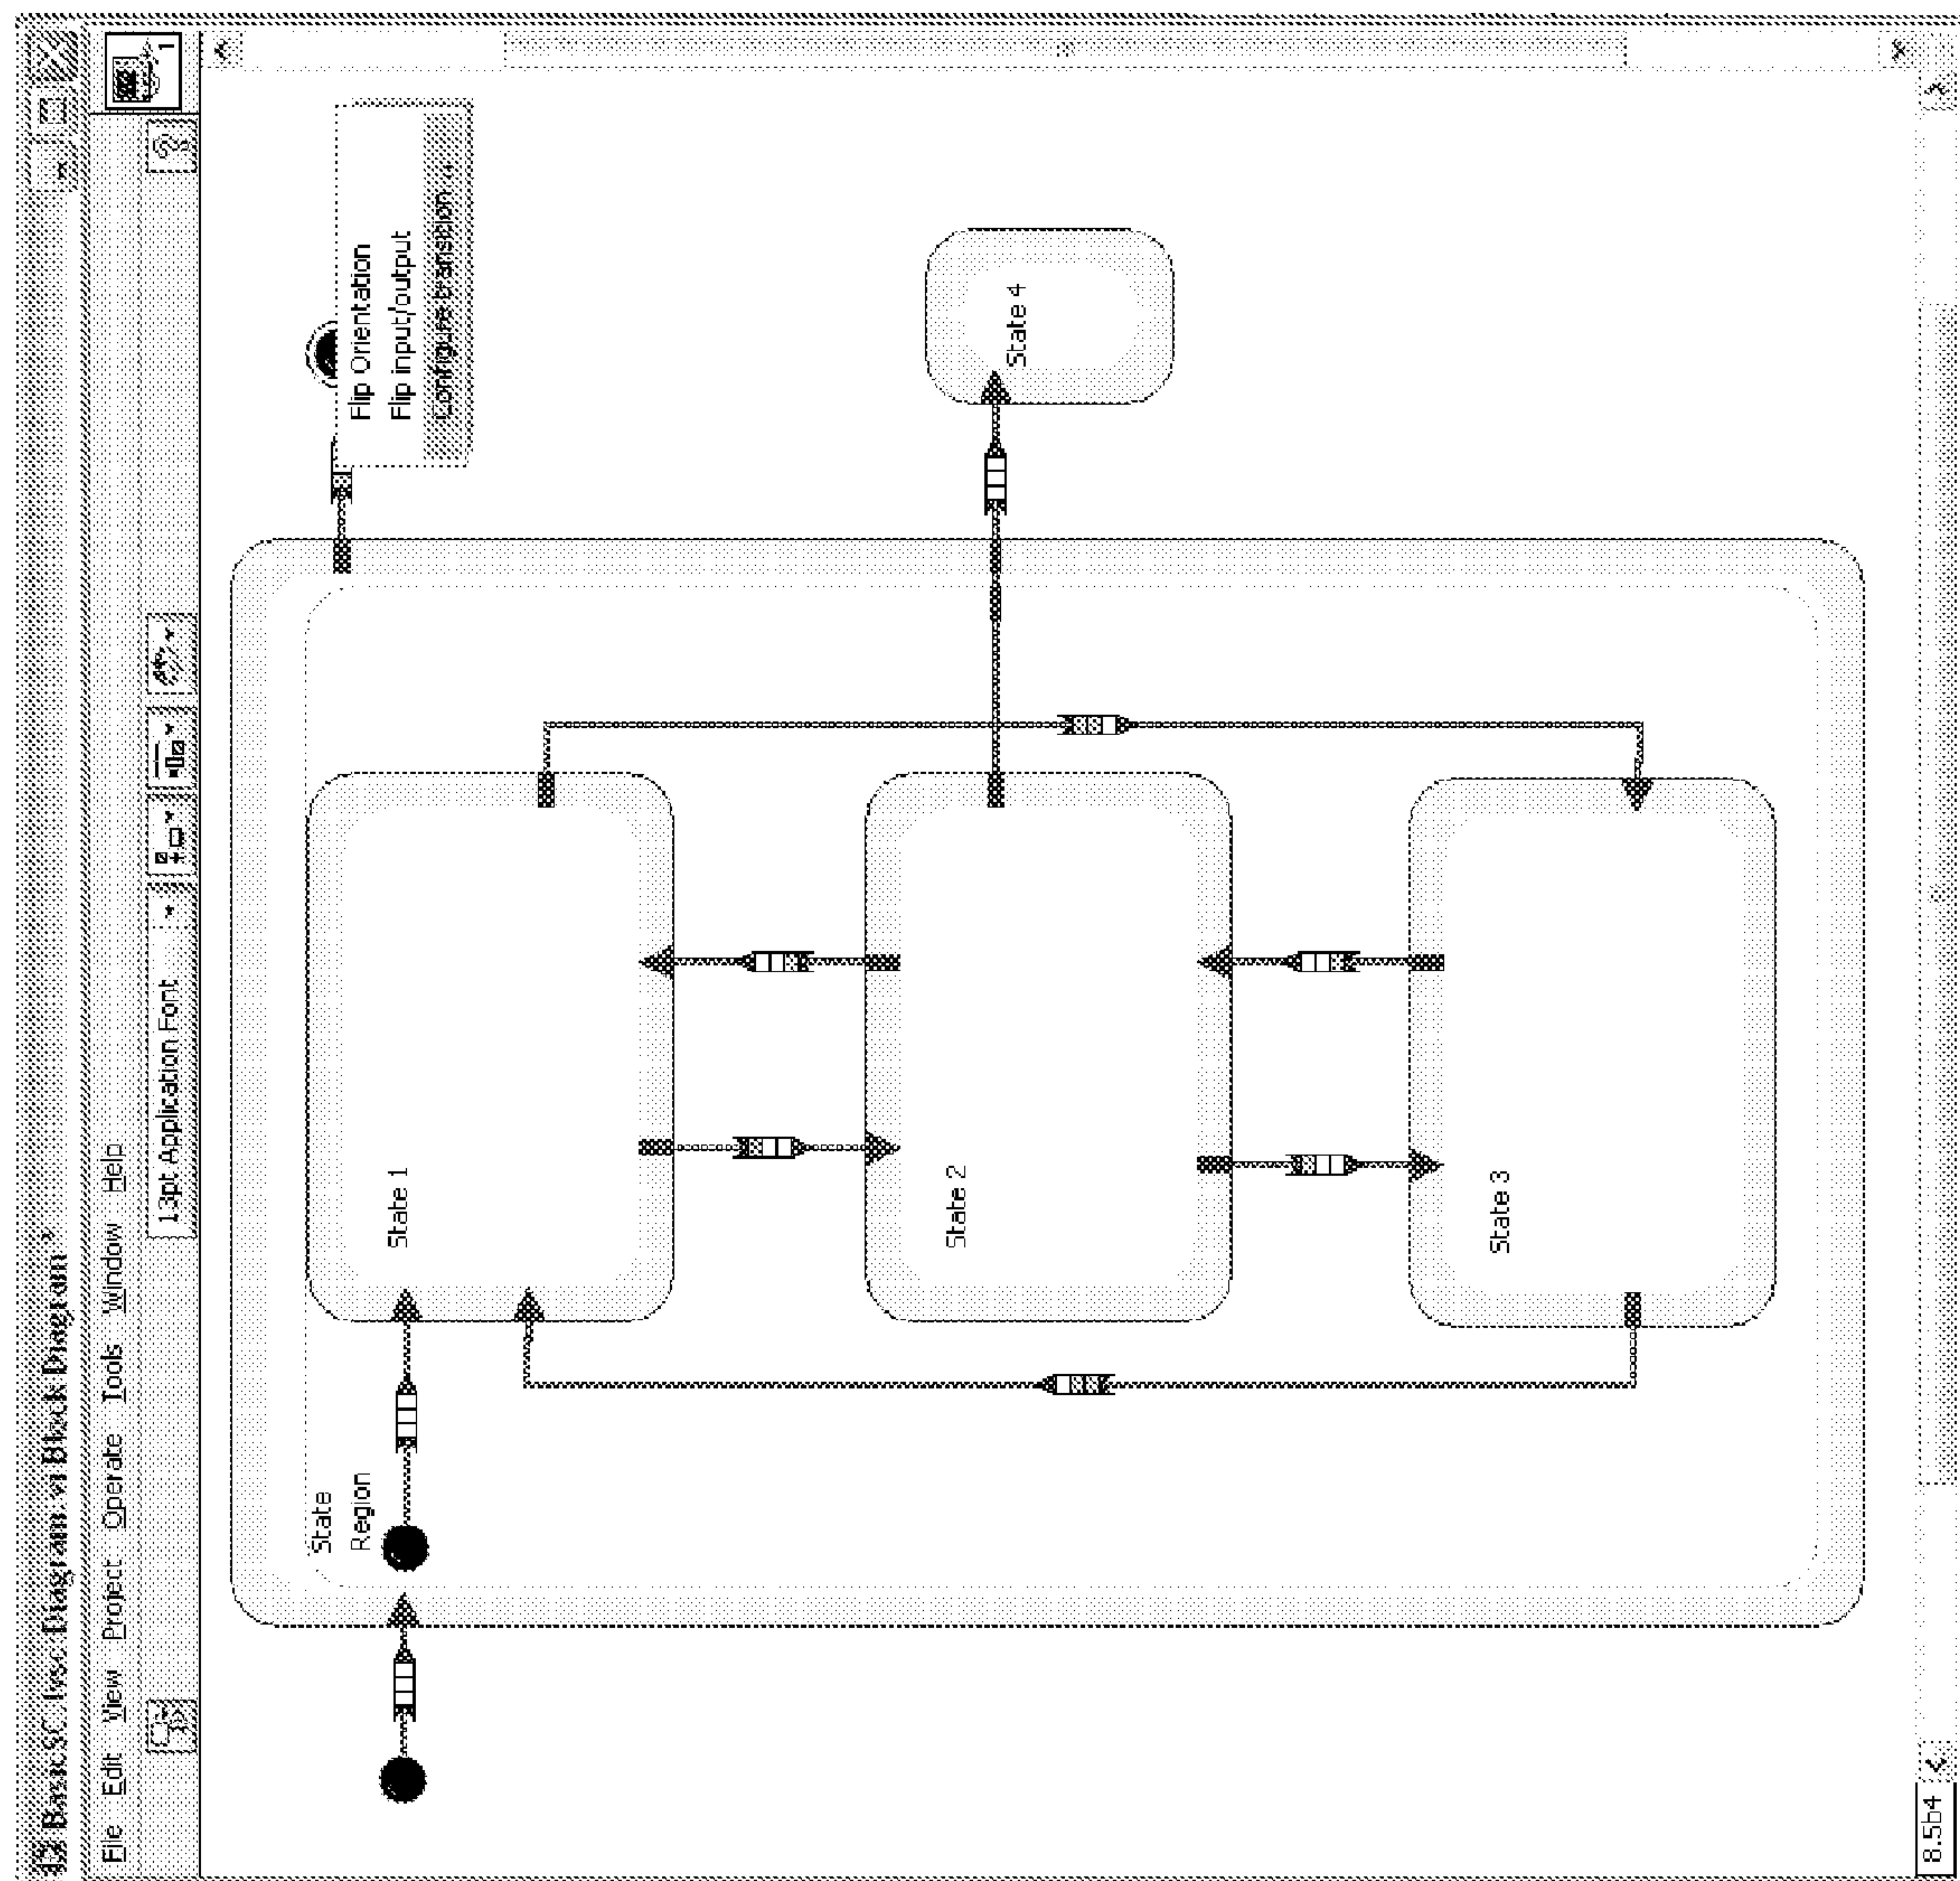 BasicSC.lvsc:Diagram.vi Block Diagram *
File Edit View Project Operate Tools Window Help
13pt Application Font
?
1
State
Region
State 1
State 2
State 3
State 4
Flip Orientation
Flip input/output
Configure transition ...
8.5b4